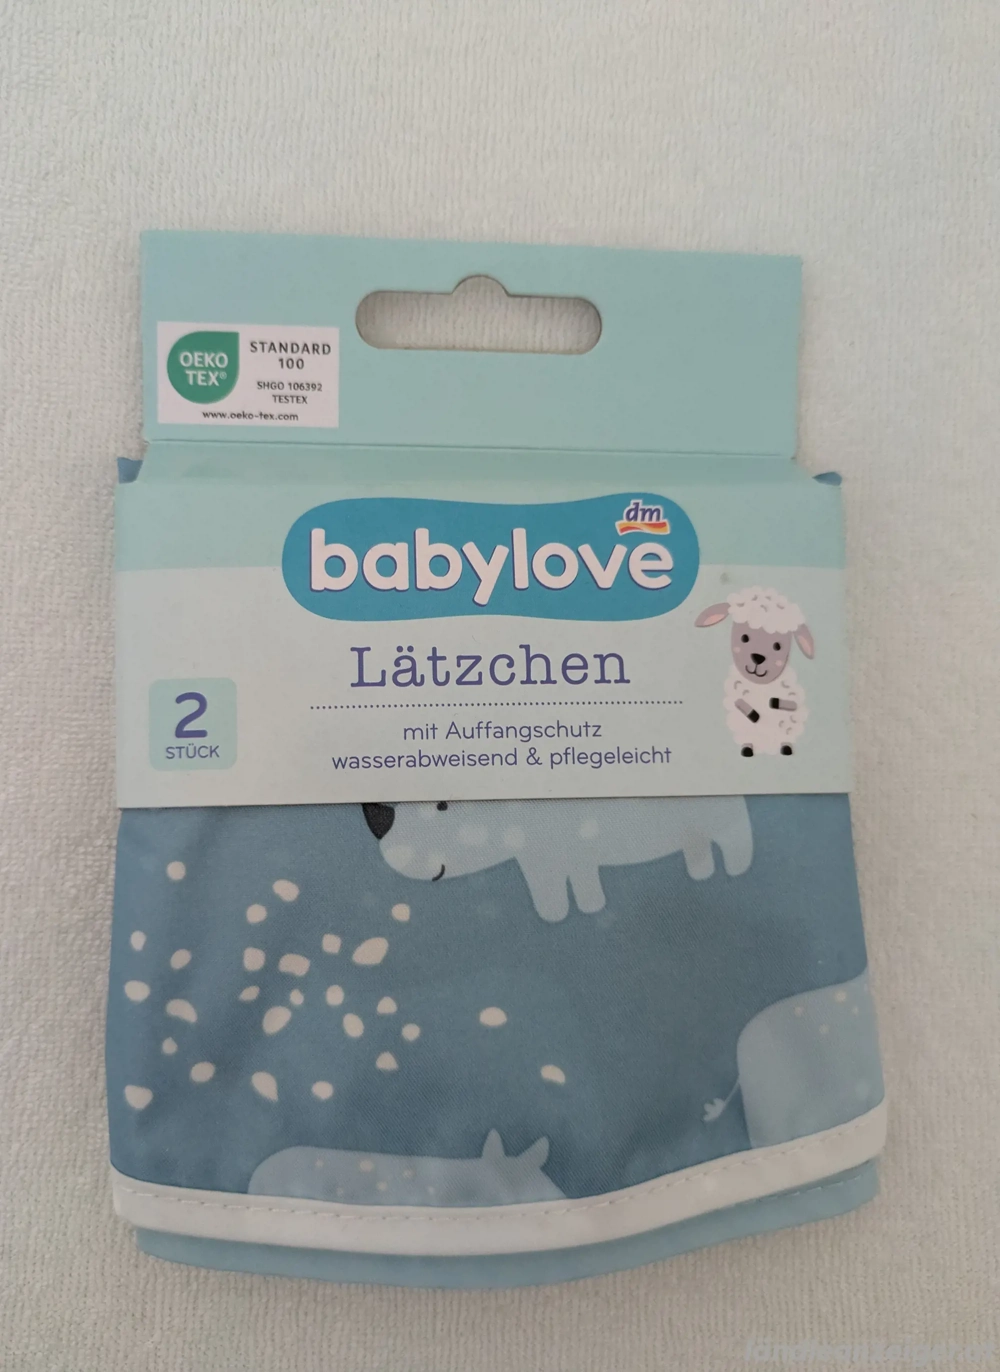 OEKO
TEX®
STANDARD
100
SHGO 106392
TESTEX
www.oeko-tex.com
dm
babylove
Lätzchen
2
STÜCK
mit Auffangschutz
wasserabweisend & pflegeleicht